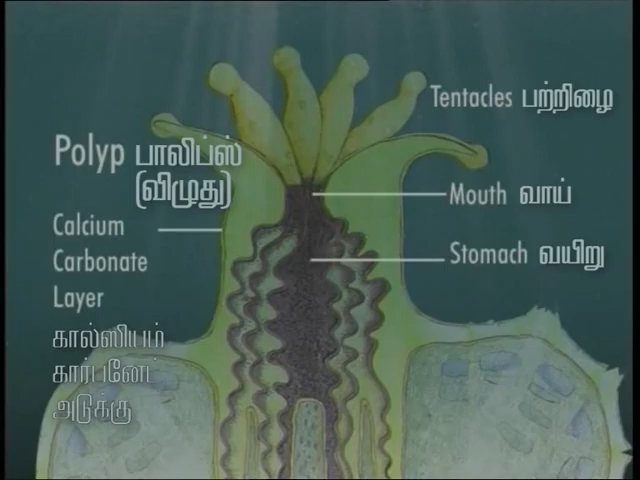 Tentacles பற்றிழை
Polyp பாலிப்ஸ்
(விழுது)
Mouth வாய்
Calcium
Carbonate
Layer
Stomach வயிறு
கால்ஸியம்
கார்பனேட்
அடுக்கு